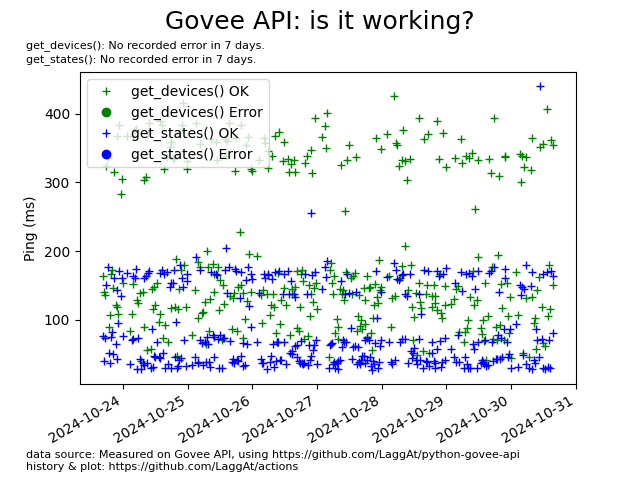 Govee API: is it working?
get_devices(): No recorded error in 7 days.
get_states(): No recorded error in 7 days.
get_devices() OK
get_devices() Error
get_states() OK
get_states() Error
Ping (ms)
400
300
200
100
2024-10-24
2024-10-25
2024-10-26
2024-10-27
2024-10-28
2024-10-29
2024-10-30
2024-10-31
data source: Measured on Govee API, using https://github.com/LaggAt/python-govee-api
history & plot: https://github.com/LaggAt/actions